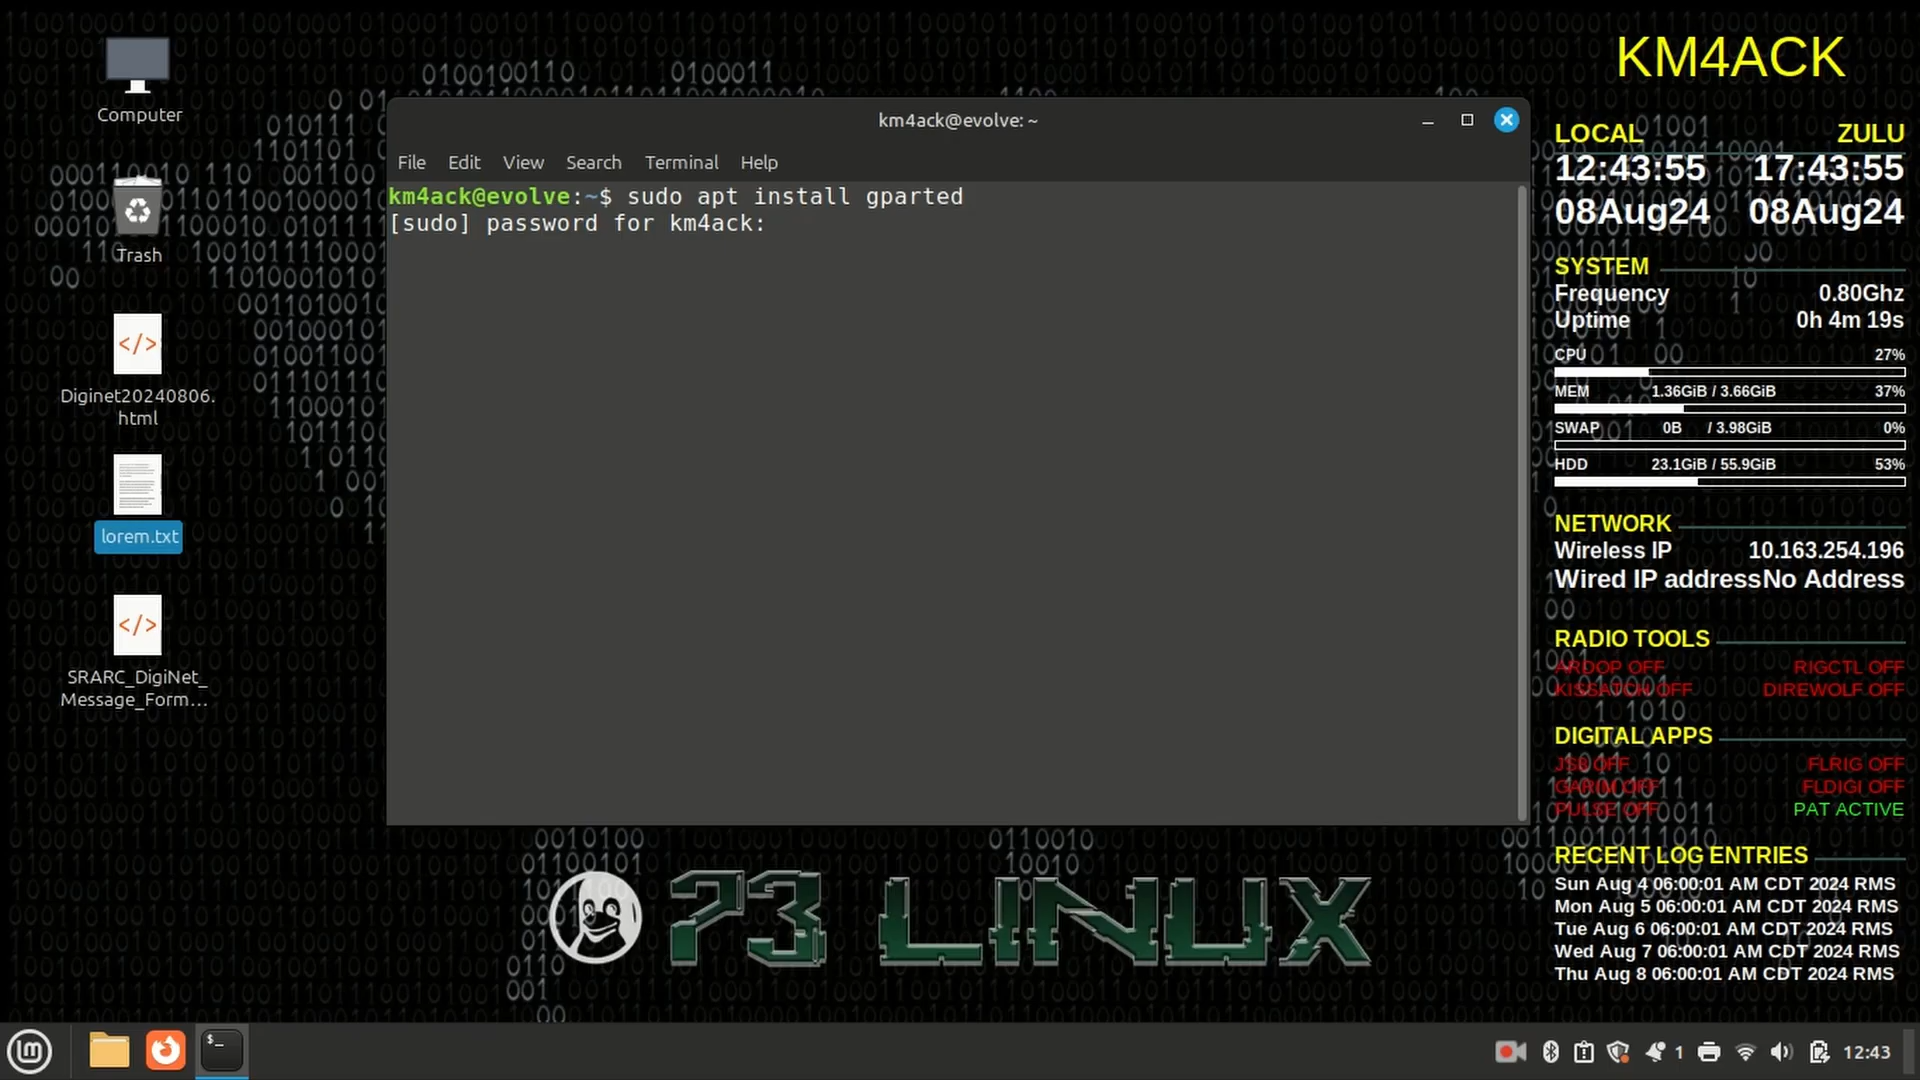 Computer
Trash
Diginet20240806.
html
lorem.txt
SRARC_DigiNet_
Message_Form...
km4ack@evolve: ~
File Edit View Search Terminal Help
km4ack@evolve:~$ sudo apt install gparted
[sudo] password for km4ack:
73 LINUX
KM4ACK
LOCAL ZULU
12:43:55 17:43:55
08Aug24 08Aug24
SYSTEM
Frequency 0.80Ghz
Uptime 0h 4m 19s
CPU 27%
MEM 1.36GiB / 3.66GiB 37%
SWAP 0B / 3.98GiB 0%
HDD 23.1GiB / 55.9GiB 53%
NETWORK
Wireless IP 10.163.254.196
Wired IP addressNo Address
RADIO TOOLS
ARDOP OFF RIGCTL OFF
KISSATCH OFF DIREWOLF OFF
DIGITAL APPS
JS8 OFF FLRIG OFF
GARIM OFF FLDIGI OFF
PULSE OFF PAT ACTIVE
RECENT LOG ENTRIES
Sun Aug 4 06:00:01 AM CDT 2024 RMS
Mon Aug 5 06:00:01 AM CDT 2024 RMS
Tue Aug 6 06:00:01 AM CDT 2024 RMS
Wed Aug 7 06:00:01 AM CDT 2024 RMS
Thu Aug 8 06:00:01 AM CDT 2024 RMS
1 12:43